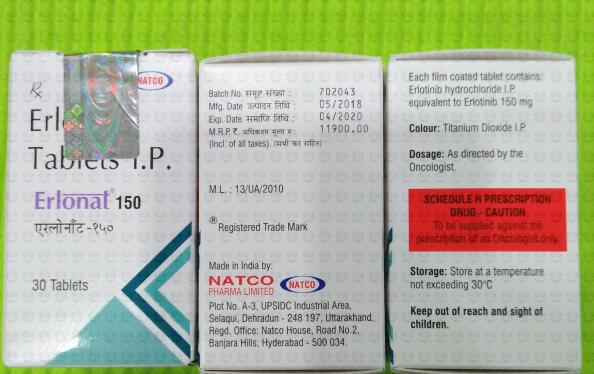 Rx
NATCO
Tablets I.P.
Erlonat® 150
एरलोनॉट-१५०
30 Tablets
Batch No. समूह संख्या : 702043
Mfg. Date उत्पादन तिथि : 05/2018
Exp. Date समाप्ति तिथि : 04/2020
M.R.P. ₹. अधिकतम मूल्य रु: 11900.00
(Incl. of all taxes). (सभी कर सहित)
M.L. : 13/UA/2010
®Registered Trade Mark
Made in India by:
NATCO
PHARMA LIMITED
NATCO
Plot No. A-3, UPSIDC Industrial Area,
Selaqui, Dehradun - 248 197, Uttarakhand.
Regd. Office: Natco House, Road No.2,
Banjara Hills, Hyderabad - 500 034.
Each film coated tablet contains:
Erlotinib hydrochloride I.P.
equivalent to Erlotinib 150 mg
Colour: Titanium Dioxide I.P.
Dosage: As directed by the
Oncologist.
SCHEDULE H PRESCRIPTION
DRUG - CAUTION
To be supplied against the
prescription of an Oncologist only.
Storage: Store at a temperature
not exceeding 30°C
Keep out of reach and sight of
children.